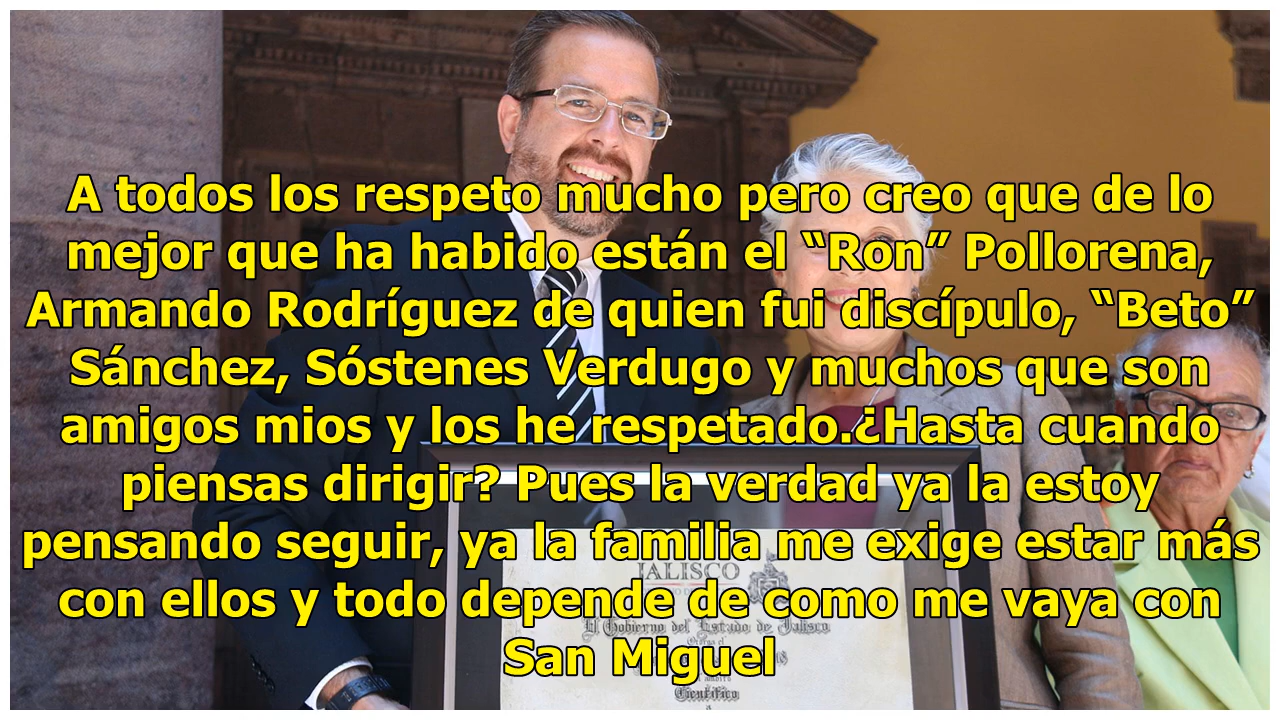 A todos los respeto mucho pero creo que de lo
mejor que ha habido están el “Ron” Pollorena,
Armando Rodríguez de quien fui discípulo, “Beto”
Sánchez, Sóstenes Verdugo y muchos que son
amigos mios y los he respetado.¿Hasta cuando
piensas dirigir? Pues la verdad ya la estoy
pensando seguir, ya la familia me exige estar más
con ellos y todo depende de como me vaya con
San Miguel
JALISCO
El Gobierno del Estado de Jalisco
Científico